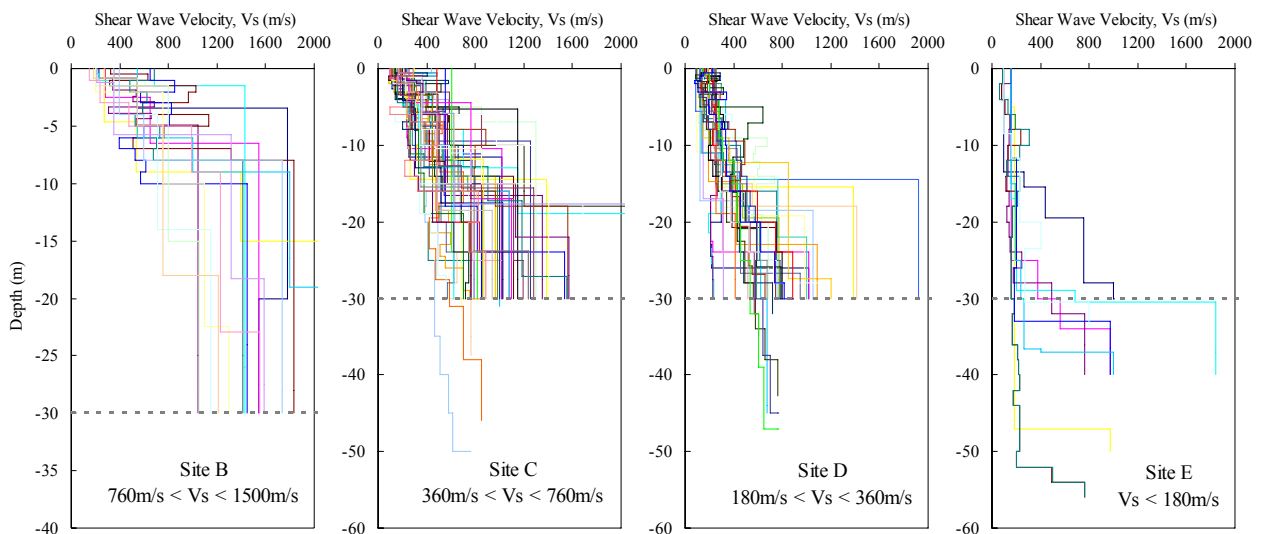 Shear Wave Velocity, Vs (m/s)
0 400 800 1200 1600 2000
Shear Wave Velocity, Vs (m/s)
0 400 800 1200 1600 2000
Shear Wave Velocity, Vs (m/s)
0 400 800 1200 1600 2000
Shear Wave Velocity, Vs (m/s)
0 400 800 1200 1600 2000
Depth (m)
0
-5
-10
-15
-20
-25
-30
-35
-40
Site B
760m/s < Vs < 1500m/s
0
-10
-20
-30
-40
-50
-60
Site C
360m/s < Vs < 760m/s
0
-10
-20
-30
-40
-50
-60
Site D
180m/s < Vs < 360m/s
0
-10
-20
-30
-40
-50
-60
Site E
Vs < 180m/s